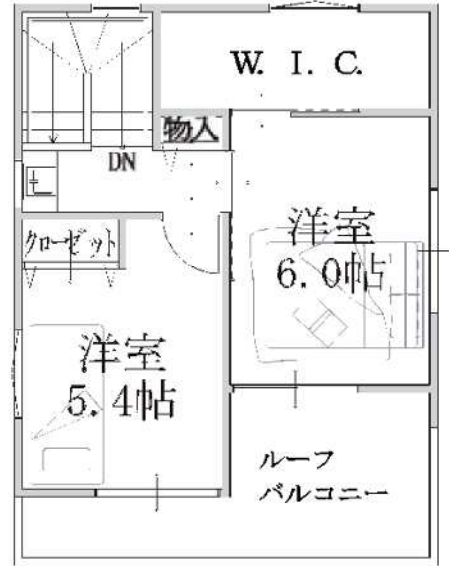 W. I. C.
物入
DN
洋室
6.0帖
クローゼット
洋室
5.4帖
ルーフ
バルコニー